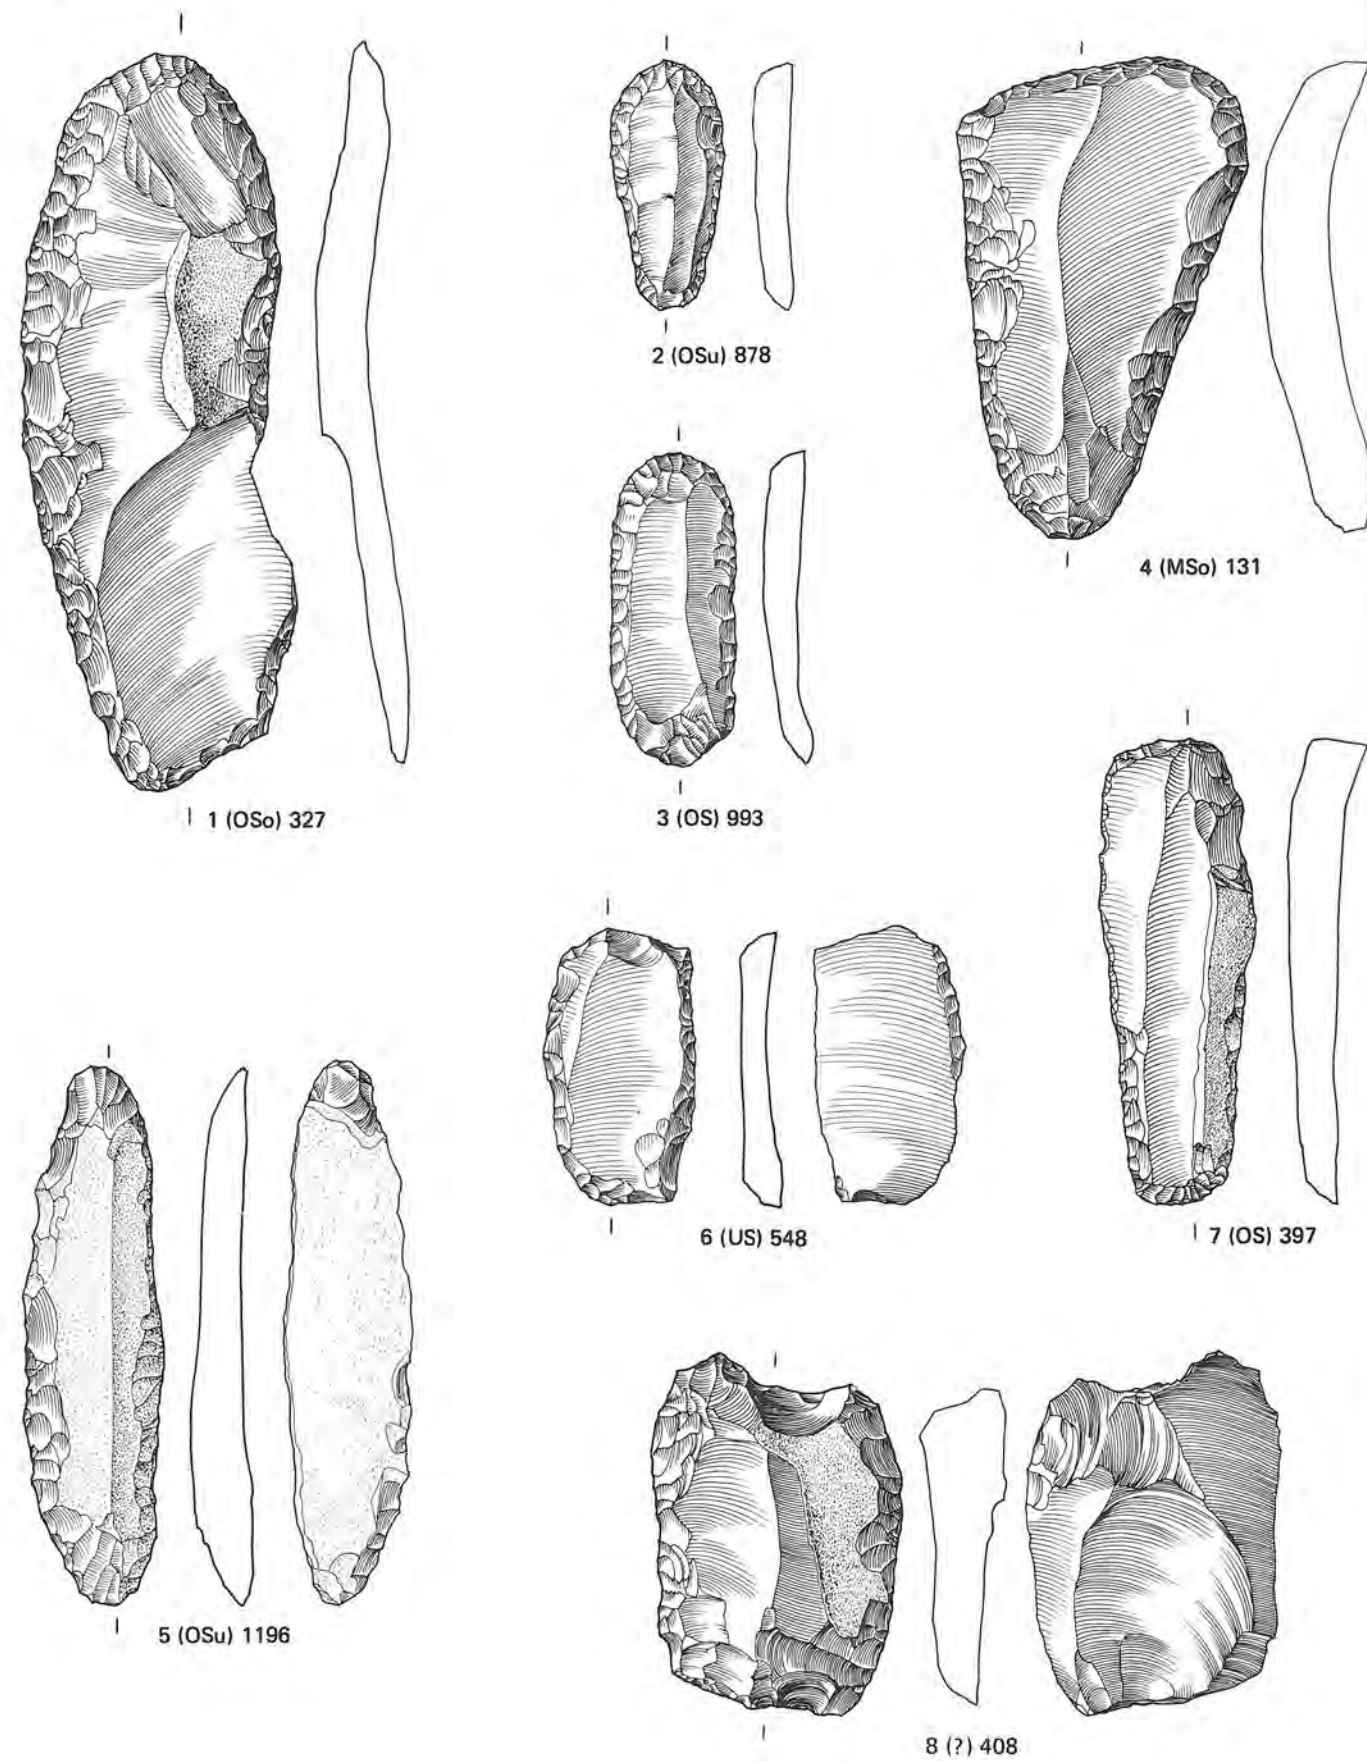 1 (OSo) 327
2 (OSu) 878
3 (OS) 993
4 (MSo) 131
5 (OSu) 1196
6 (US) 548
7 (OS) 397
8 (?) 408